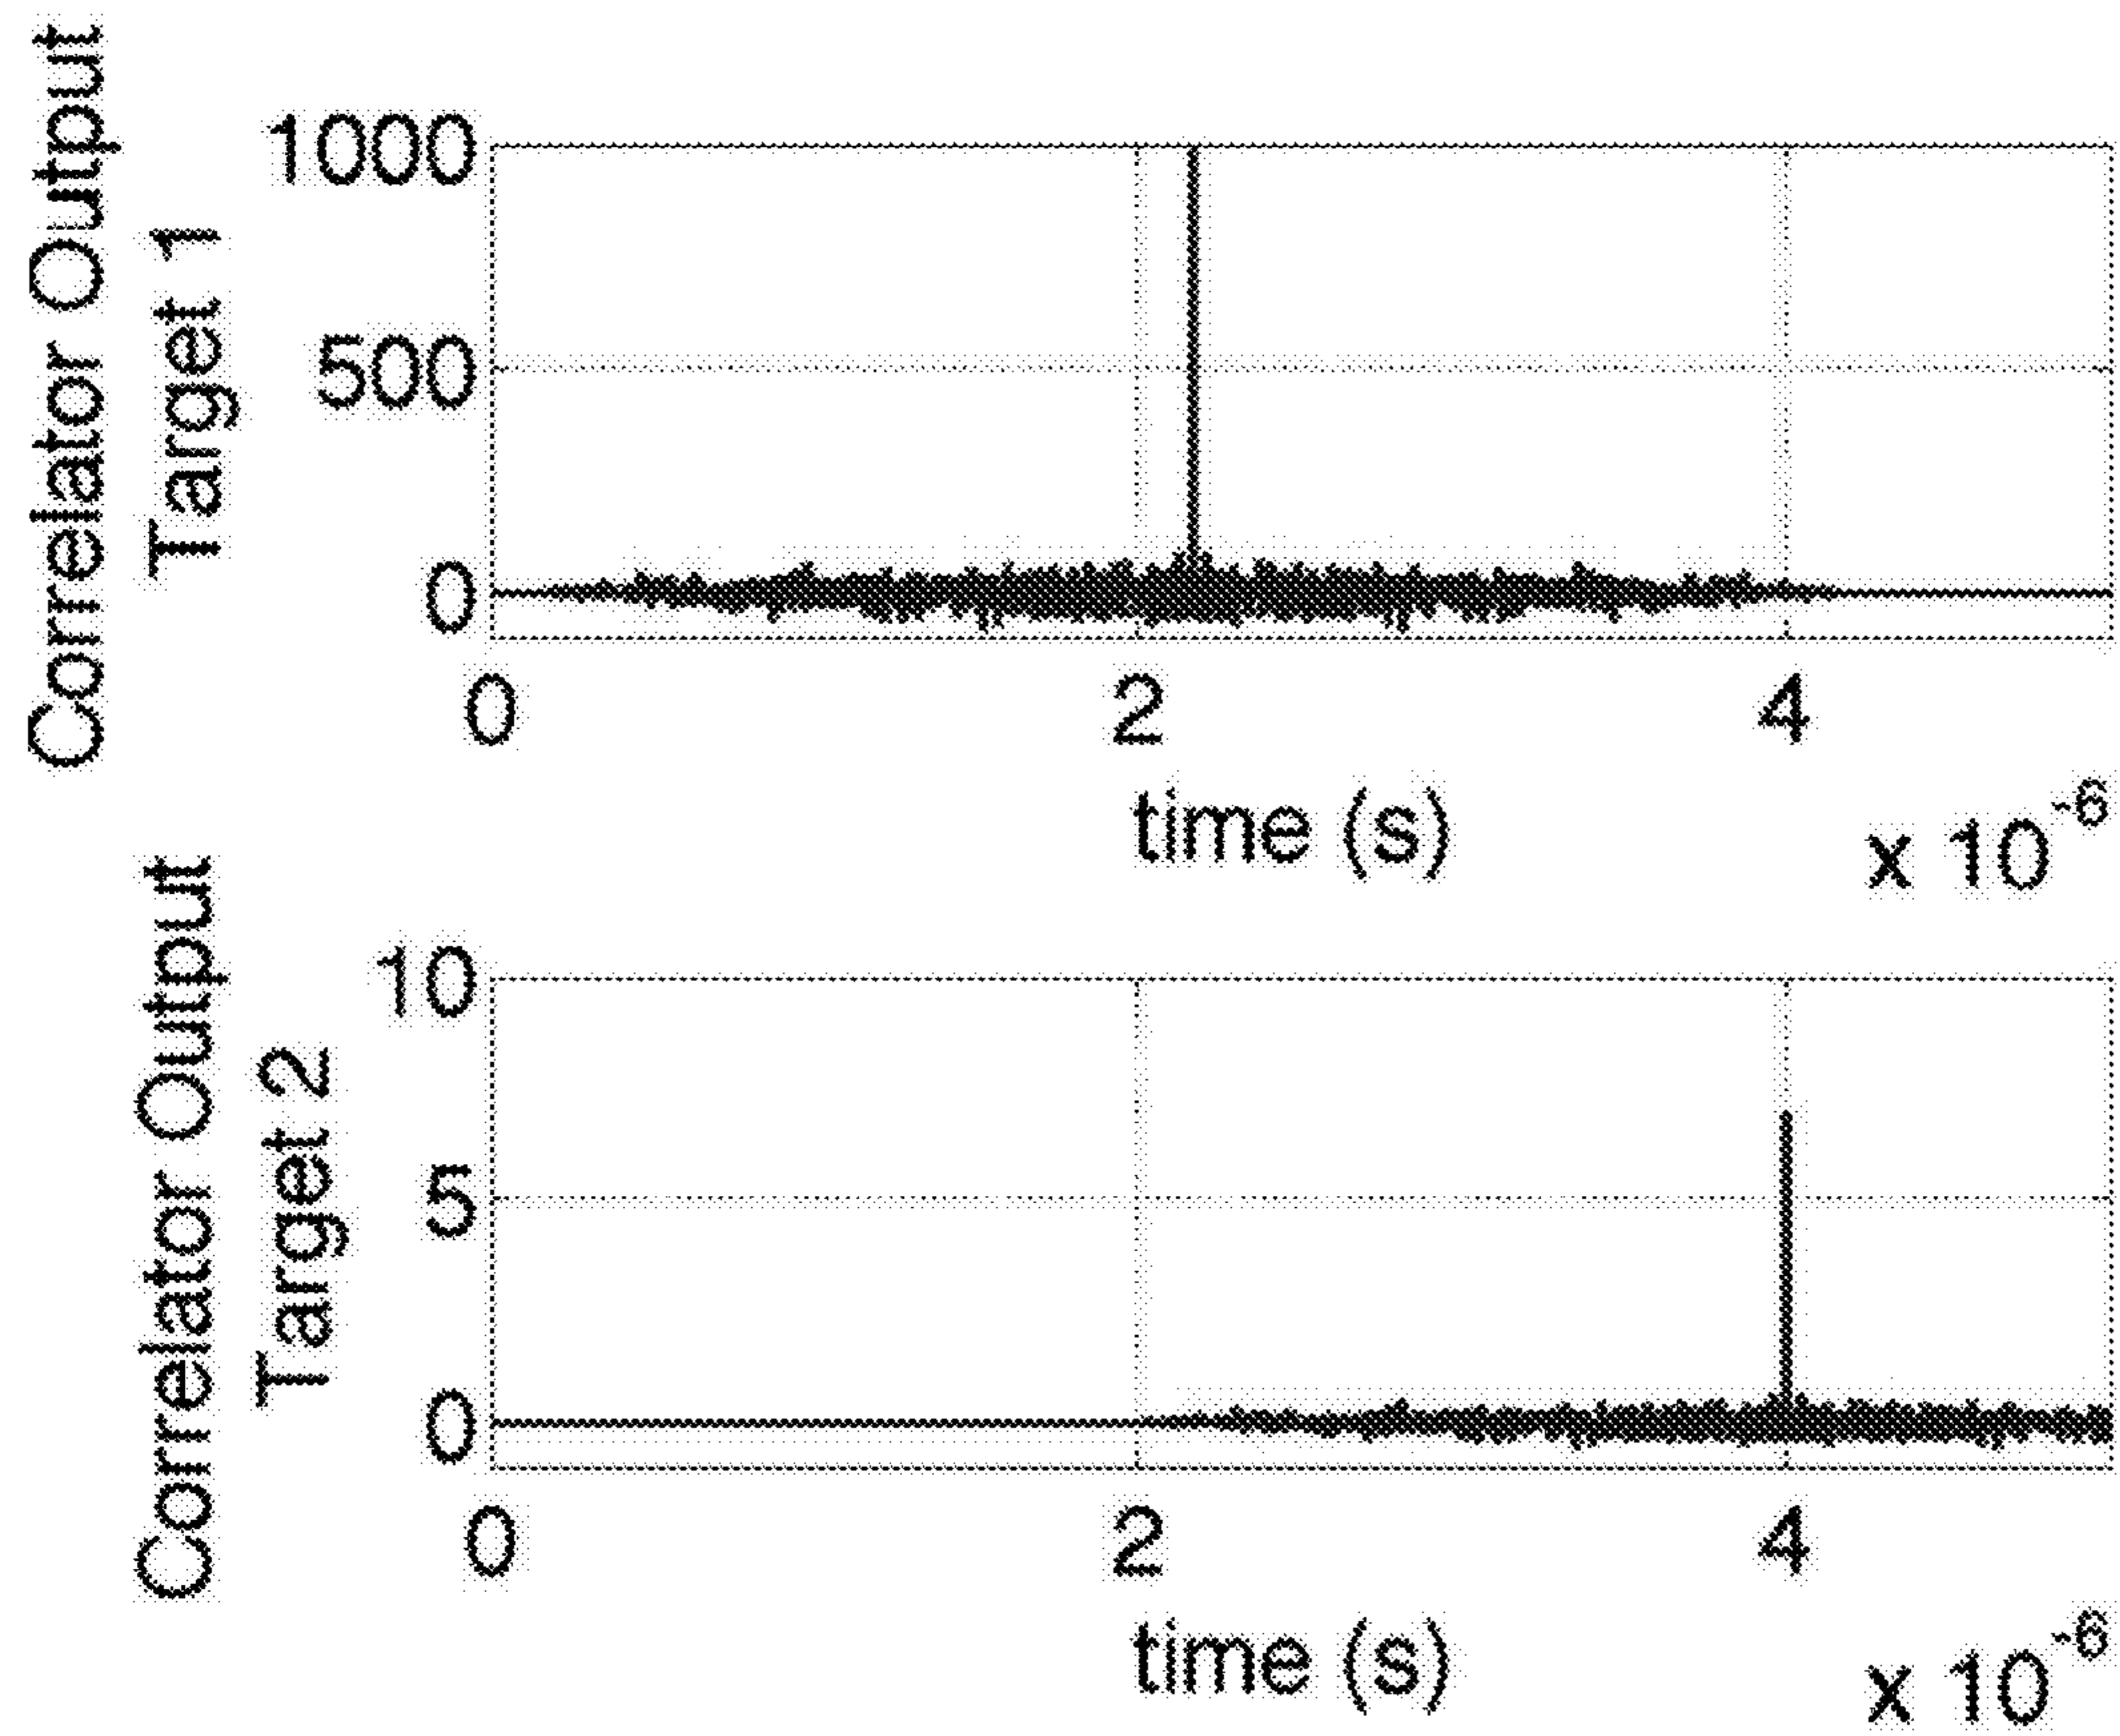 Correlator Output
Target 1
1000
500
0
0 2 4
time (s)
x 10^-6
Correlator Output
Target 2
10
5
0
0 2 4
time (s)
x 10^-6